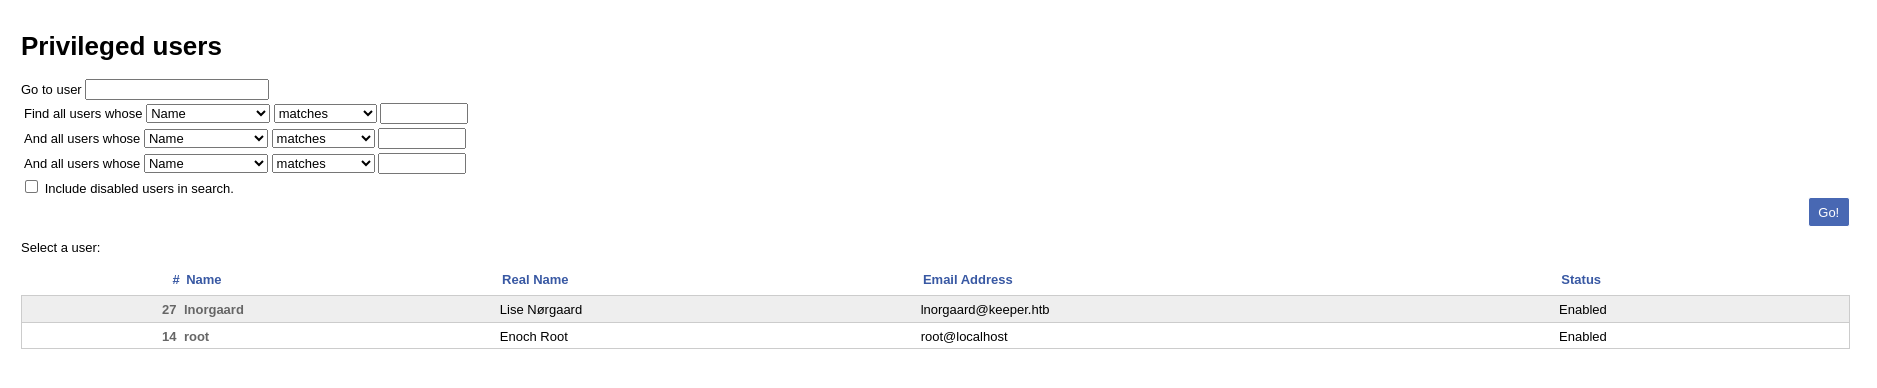 Privileged users
Go to user
Find all users whose Name matches
And all users whose Name matches
And all users whose Name matches
Include disabled users in search.
Go!
Select a user:
# Name Real Name Email Address Status
27 lnorgaard Lise Nørgaard lnorgaard@keeper.htb Enabled
14 root Enoch Root root@localhost Enabled